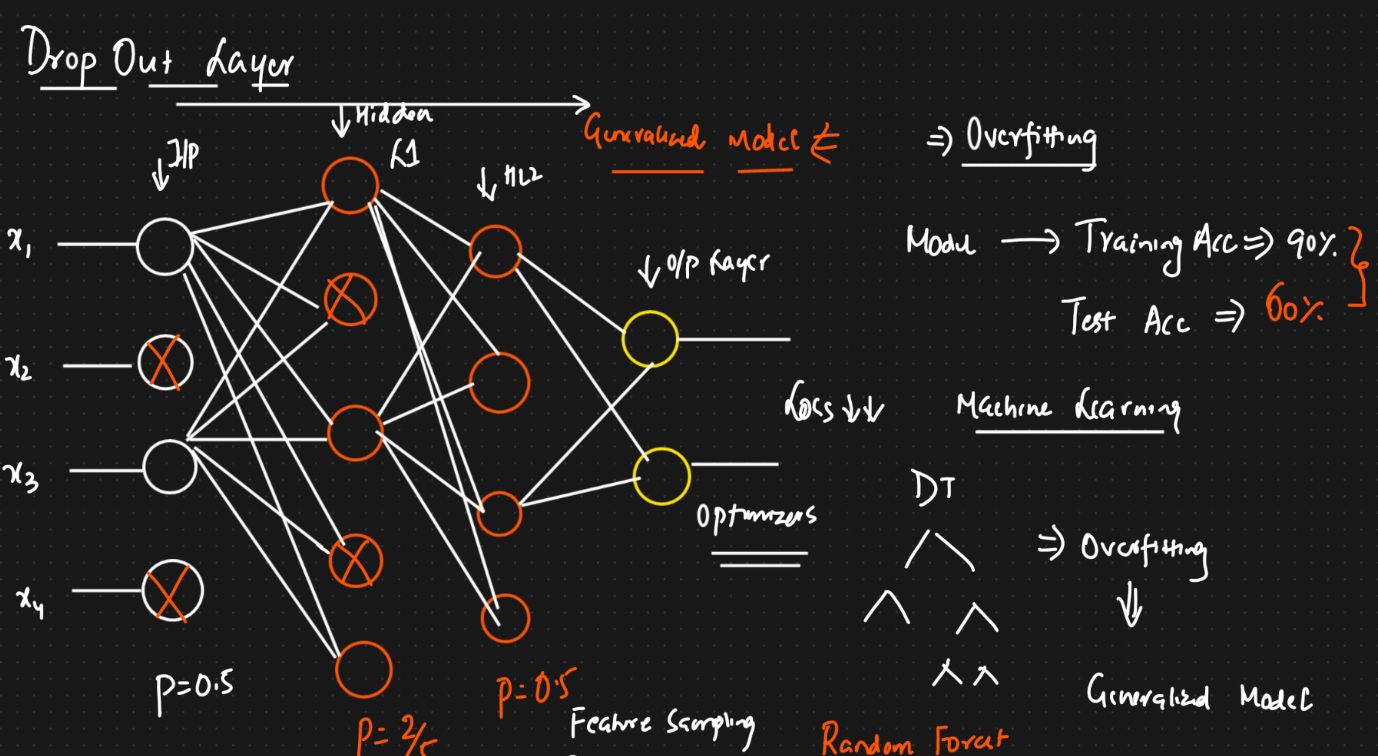 Drop Out Layer
Hidden
Generalized Model
⇒ Overfitting
I/P
L1
HL2
x1
Model → Training Acc ⇒ 90%
O/P Layer
Test Acc ⇒ 60%
x2
Loss ↓↓
Machine Learning
x3
DT
Optimizers
⇒ Overfitting
x4
P=0.5
P=0.5
Generalized Model
P=2/5
Feature Sampling
Random Forest